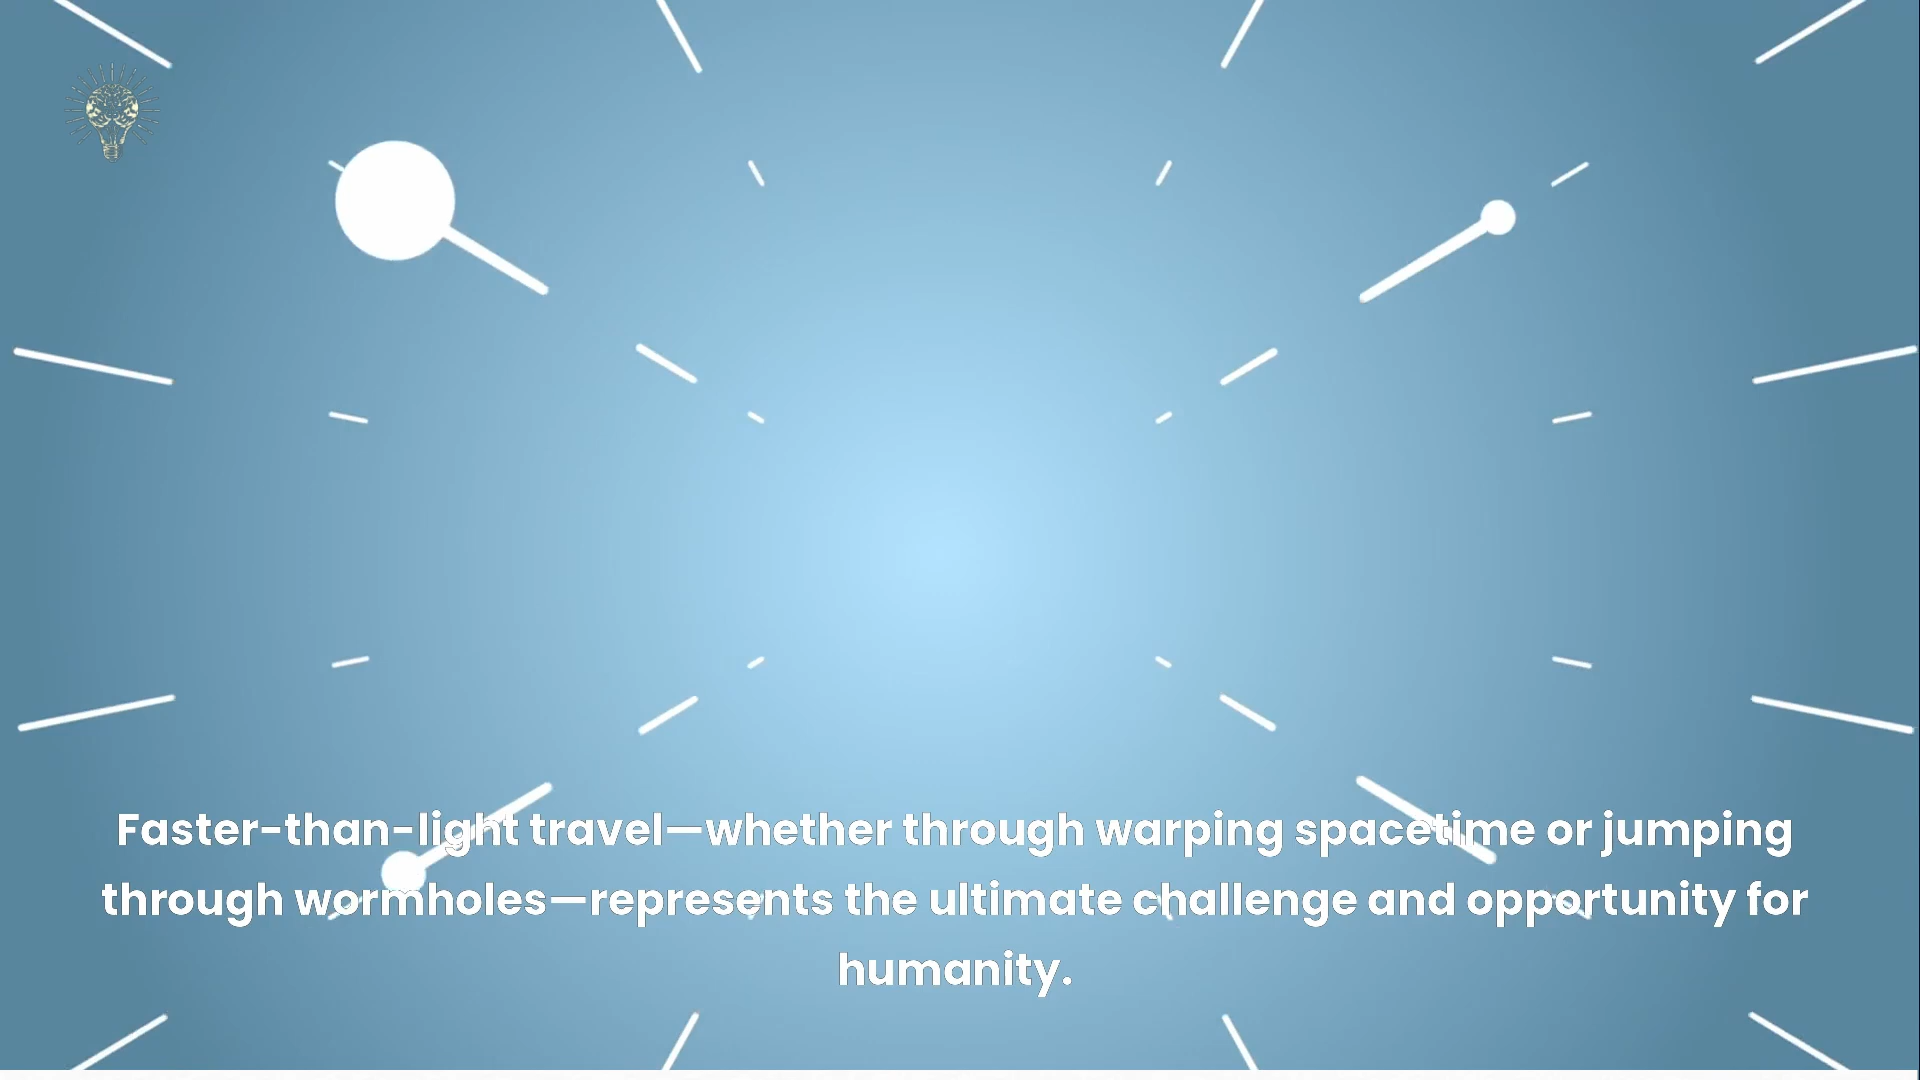 Faster-than-light travel—whether through warping spacetime or jumping
through wormholes—represents the ultimate challenge and opportunity for
humanity.